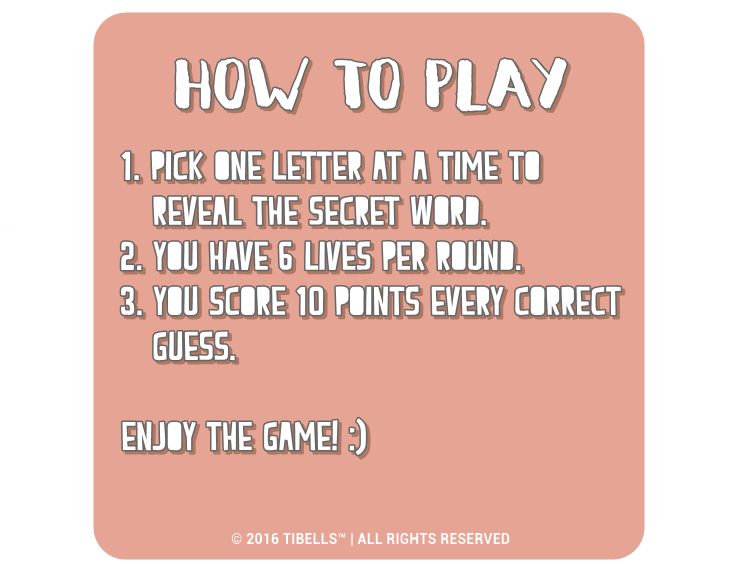 HOW TO PLAY
1. PICK ONE LETTER AT A TIME TO
REVEAL THE SECRET WORD.
2. YOU HAVE 6 LIVES PER ROUND.
3. YOU SCORE 10 POINTS EVERY CORRECT
GUESS.
ENJOY THE GAME! :)
© 2016 TIBELLS™ | ALL RIGHTS RESERVED